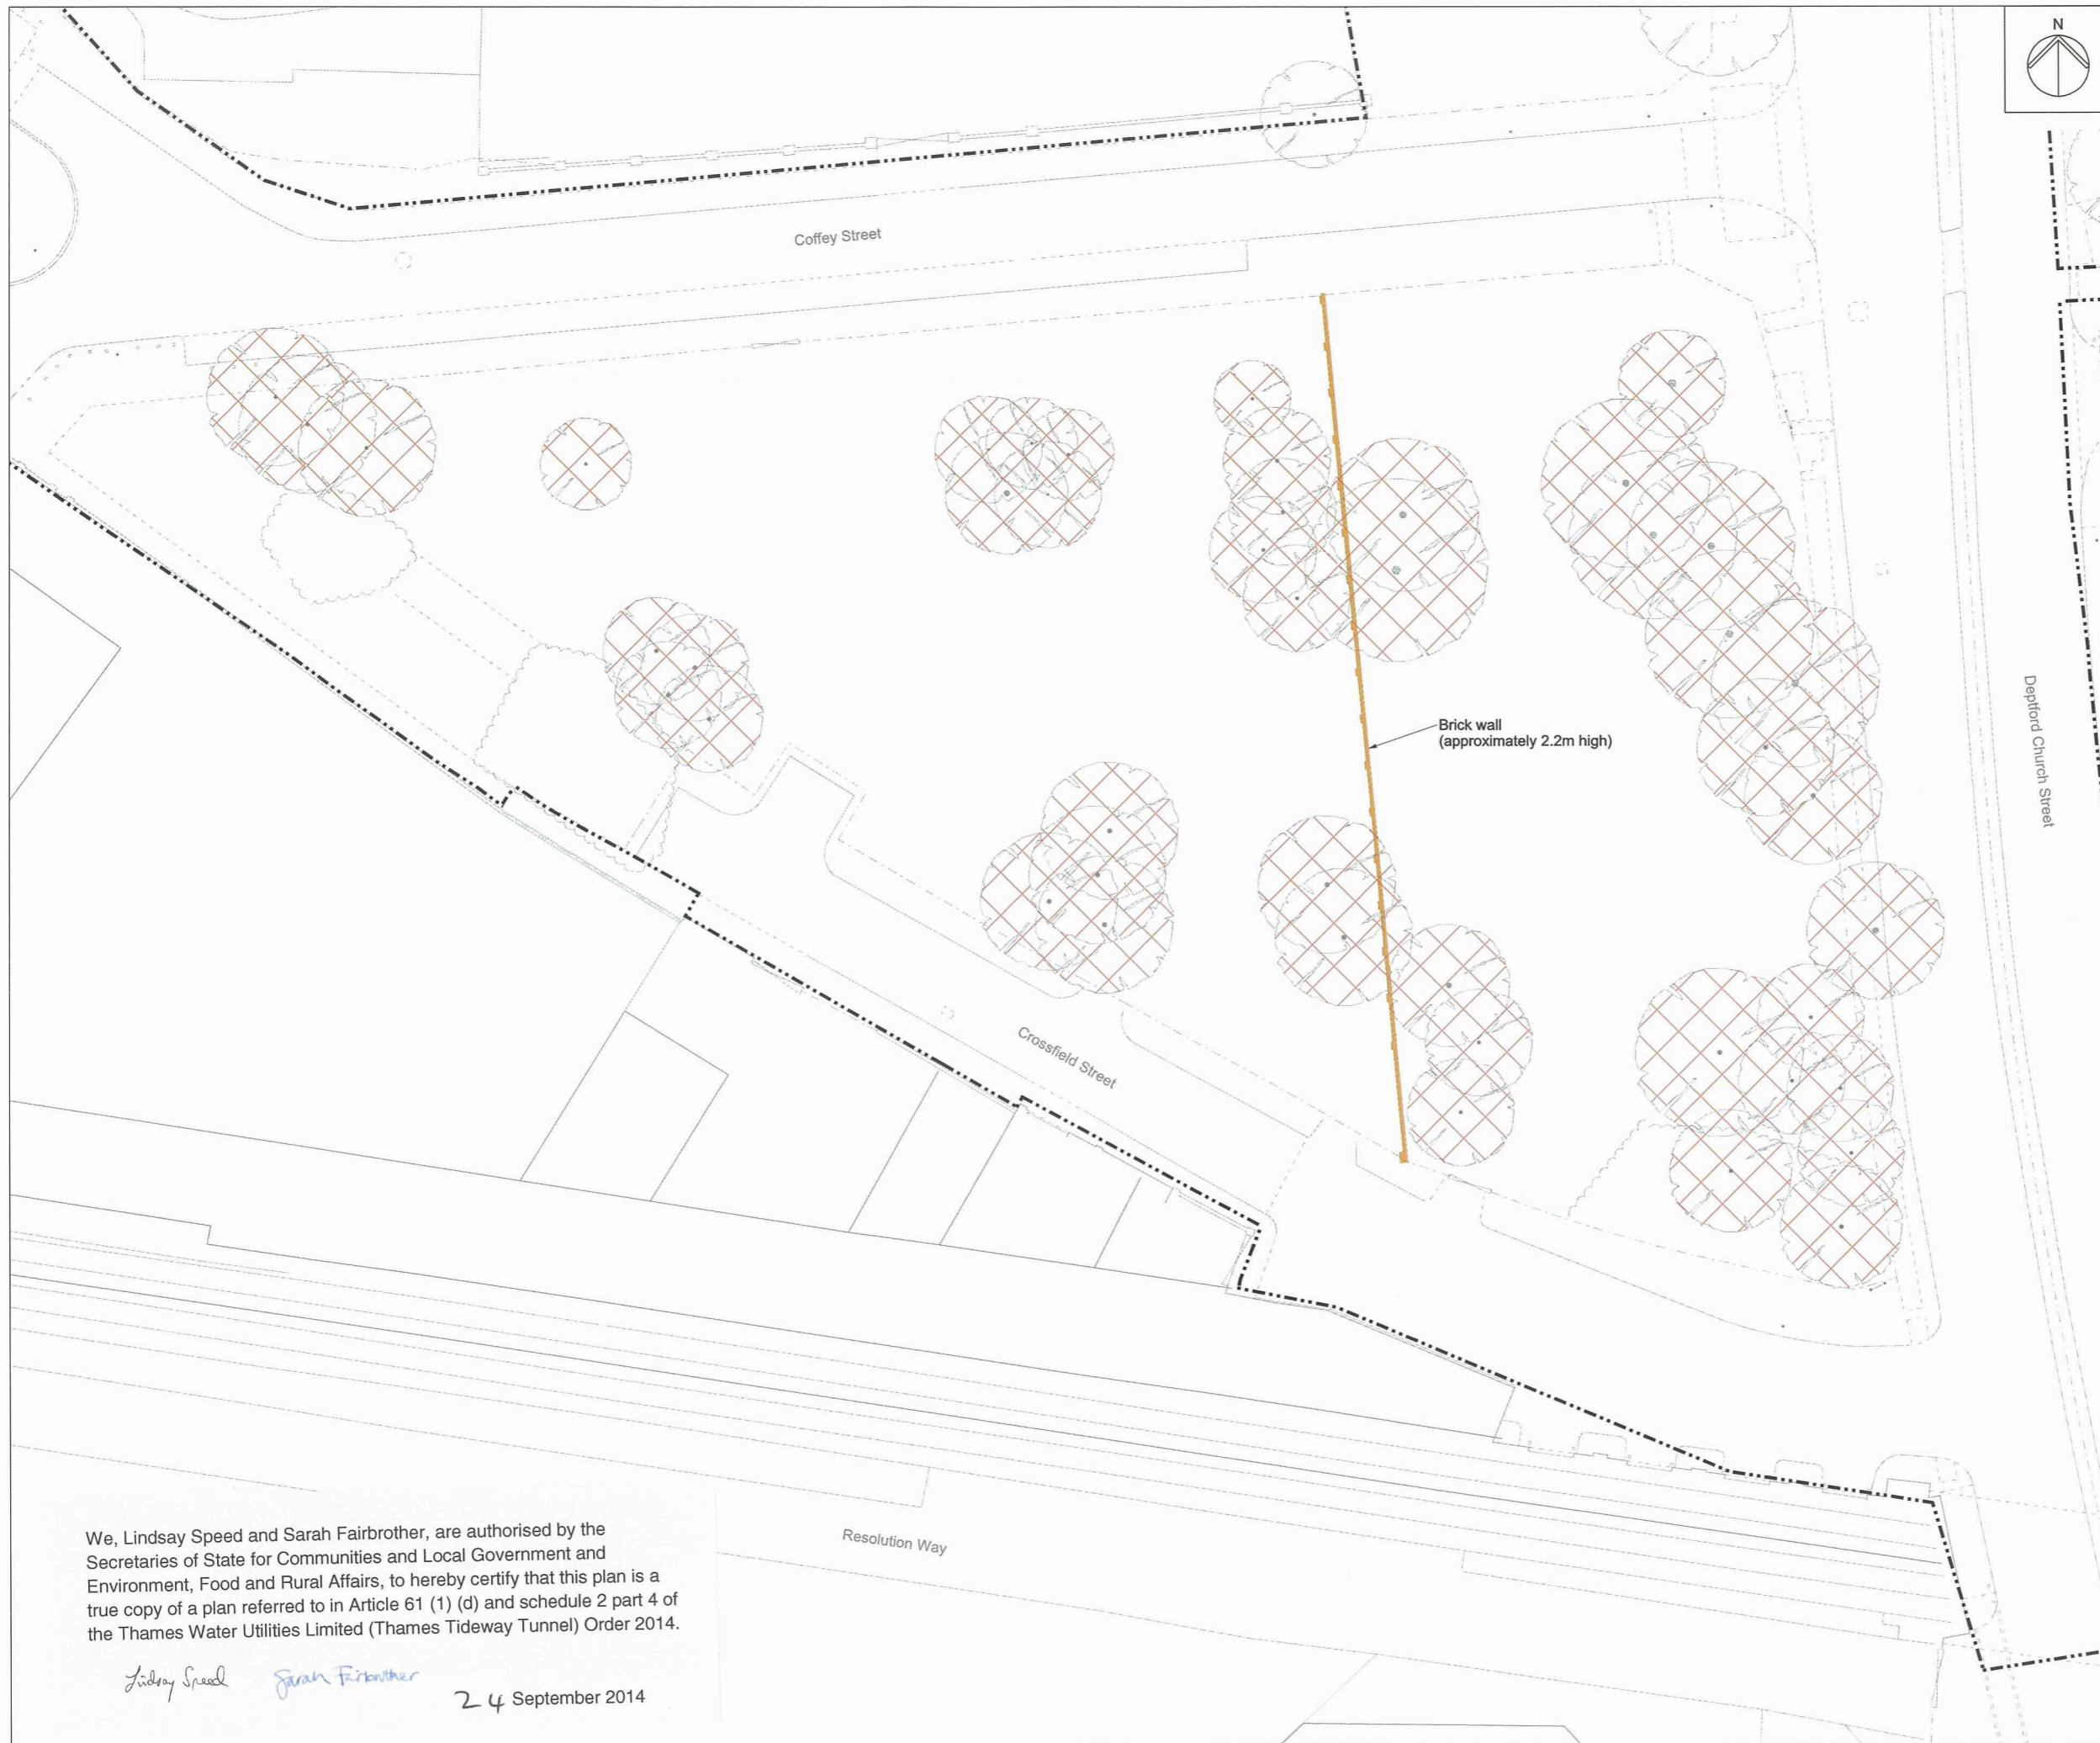 N
Coffey Street
Brick wall
(approximately 2.2m high)
Deptford Church Street
Crossfield Street
Resolution Way
We, Lindsay Speed and Sarah Fairbrother, are authorised by the
Secretaries of State for Communities and Local Government and
Environment, Food and Rural Affairs, to hereby certify that this plan is a
true copy of a plan referred to in Article 61 (1) (d) and schedule 2 part 4 of
the Thames Water Utilities Limited (Thames Tideway Tunnel) Order 2014.
Lindsay Speed Sarah Fairbrother
24 September 2014